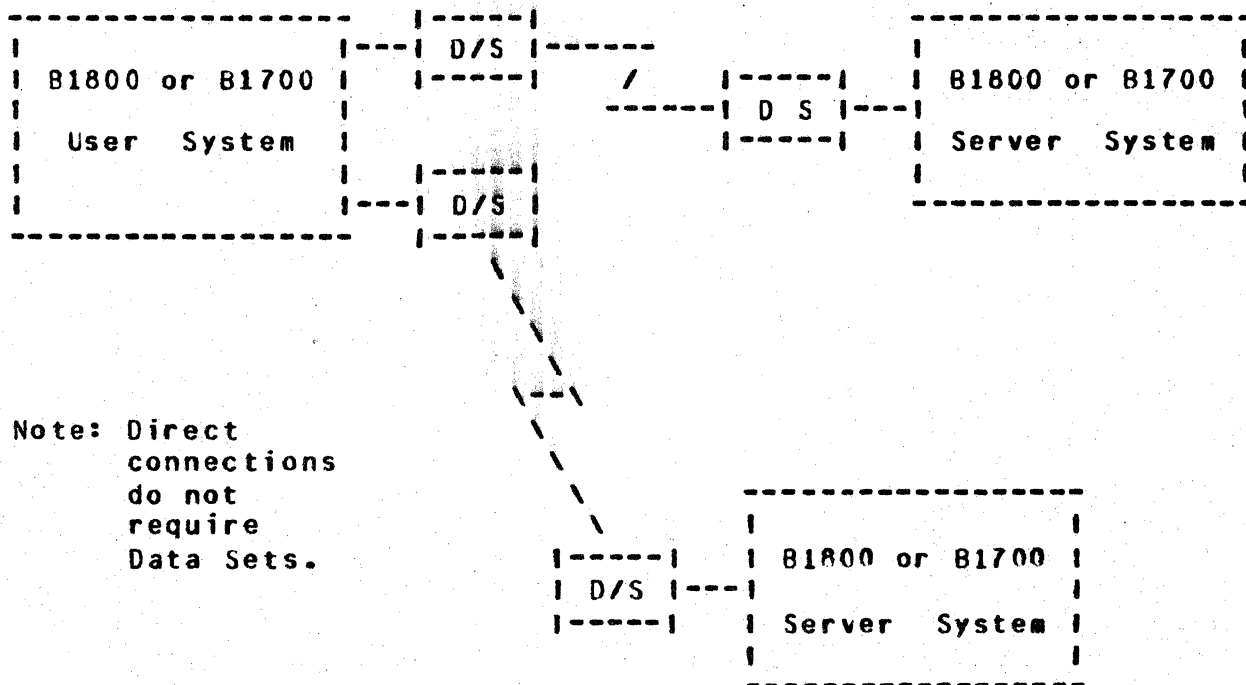 D/S
B1800 or B1700
User System
D S
B1800 or B1700
Server System
D/S
Note: Direct
connections
do not
require
Data Sets.
B1800 or B1700
D/S
Server System